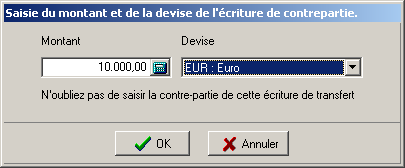 Saisie du montant et de la devise de l'écriture de contrepartie.
Montant Devise
10.000,00 EUR : Euro
N'oubliez pas de saisir la contre-partie de cette écriture de transfert
OK Annuler